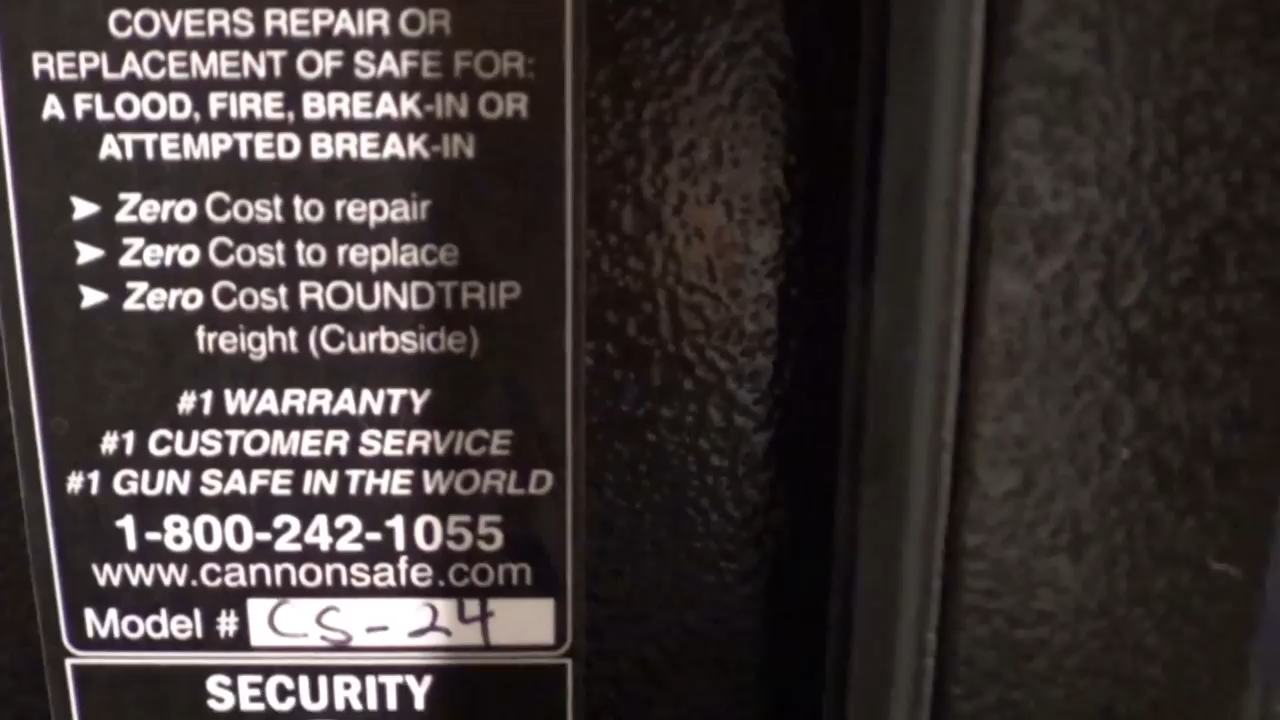 COVERS REPAIR OR
REPLACEMENT OF SAFE FOR:
A FLOOD, FIRE, BREAK-IN OR
ATTEMPTED BREAK-IN
➤ Zero Cost to repair
➤ Zero Cost to replace
➤ Zero Cost ROUNDTRIP
freight (Curbside)
#1 WARRANTY
#1 CUSTOMER SERVICE
#1 GUN SAFE IN THE WORLD
1-800-242-1055
www.cannonsafe.com
Model # CS-24
SECURITY